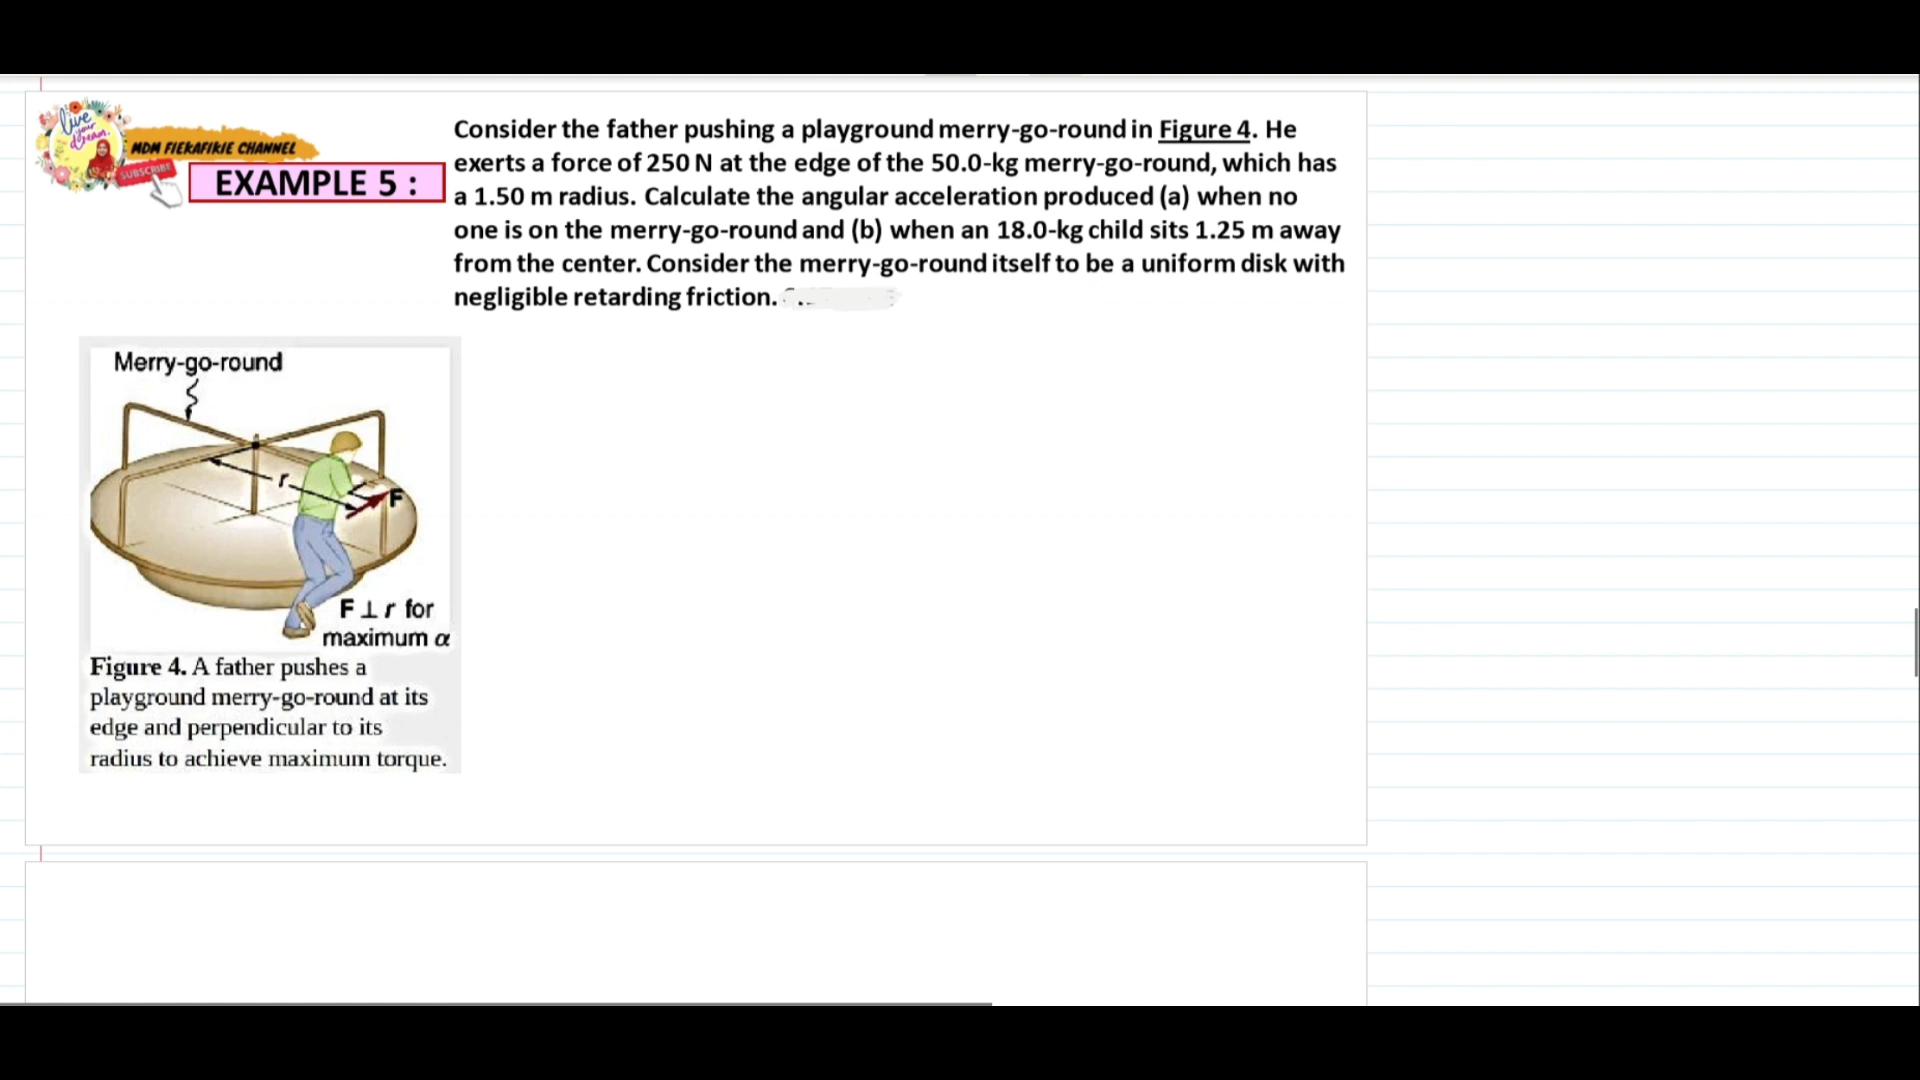 live
your
dream.
MDM FIEKAFIKIE CHANNEL
SUBSCRIBE
EXAMPLE 5 :
Consider the father pushing a playground merry-go-round in Figure 4. He
exerts a force of 250 N at the edge of the 50.0-kg merry-go-round, which has
a 1.50 m radius. Calculate the angular acceleration produced (a) when no
one is on the merry-go-round and (b) when an 18.0-kg child sits 1.25 m away
from the center. Consider the merry-go-round itself to be a uniform disk with
negligible retarding friction.
Merry-go-round
r
F
F ⊥ r for
maximum α
Figure 4. A father pushes a
playground merry-go-round at its
edge and perpendicular to its
radius to achieve maximum torque.